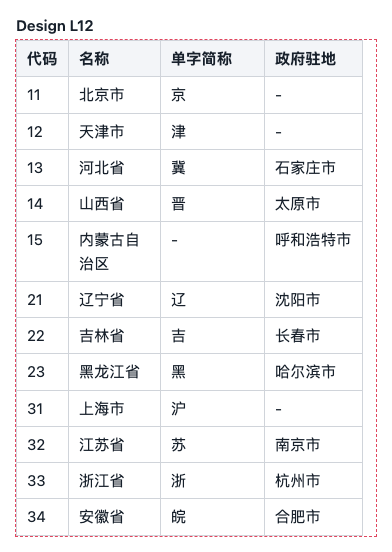 Design L12
代码 名称 单字简称 政府驻地
11 北京市 京 -
12 天津市 津 -
13 河北省 冀 石家庄市
14 山西省 晋 太原市
15 内蒙古自 - 呼和浩特市
治区
21 辽宁省 辽 沈阳市
22 吉林省 吉 长春市
23 黑龙江省 黑 哈尔滨市
31 上海市 沪 -
32 江苏省 苏 南京市
33 浙江省 浙 杭州市
34 安徽省 皖 合肥市